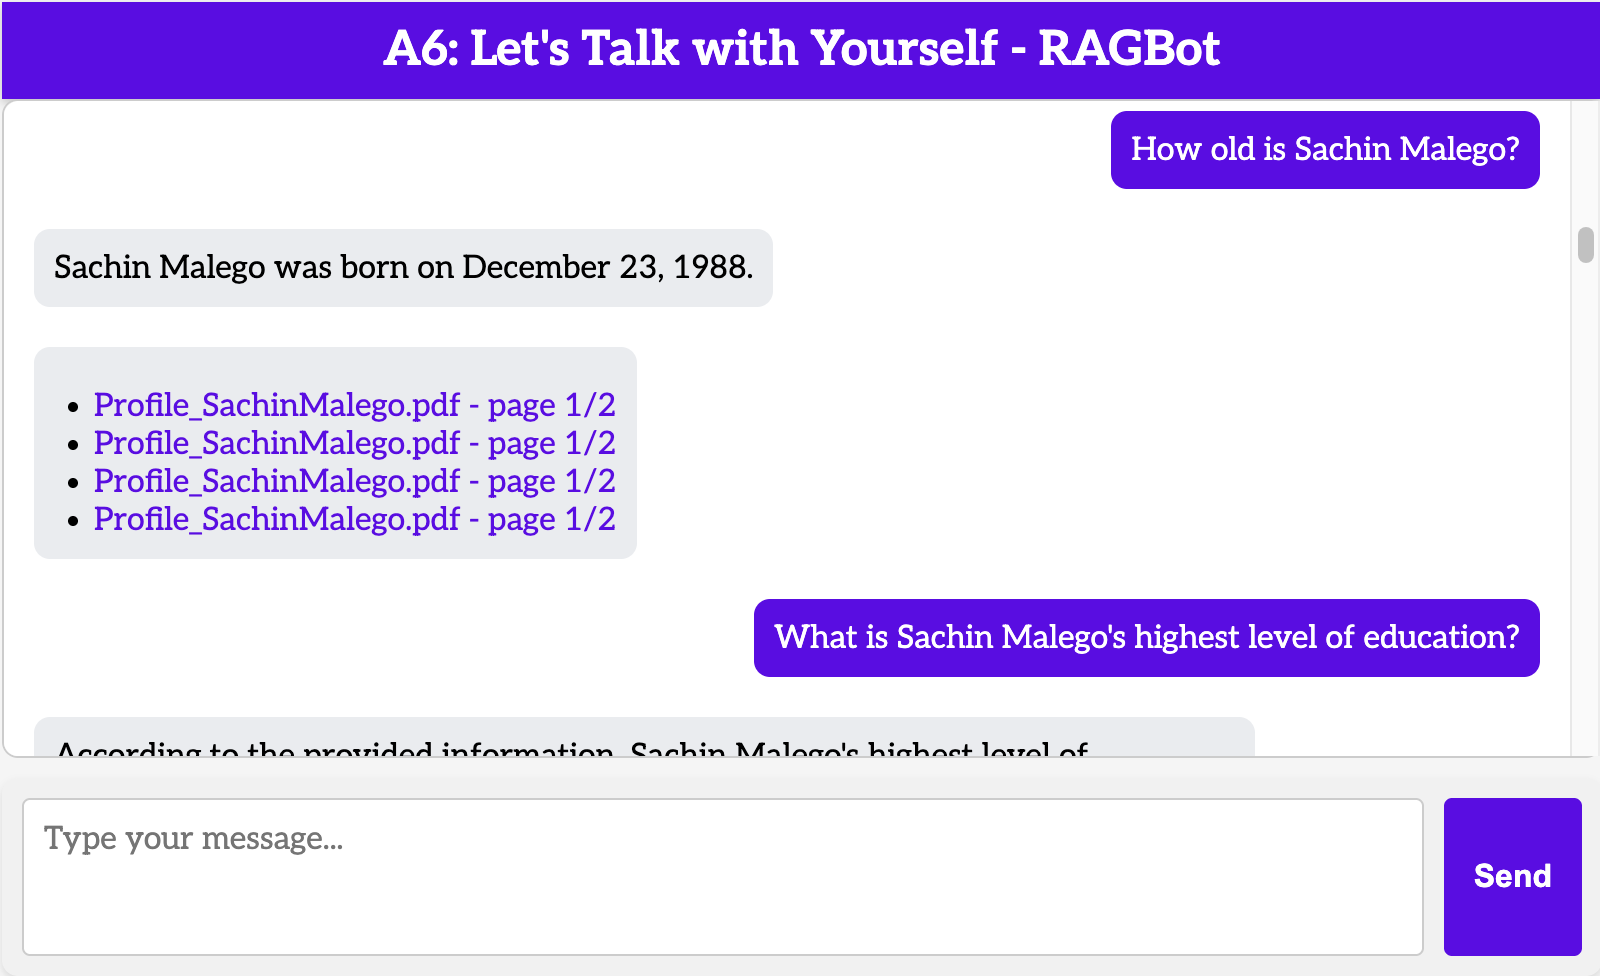 A6: Let's Talk with Yourself - RAGBot
How old is Sachin Malego?
Sachin Malego was born on December 23, 1988.
Profile_SachinMalego.pdf - page 1/2
Profile_SachinMalego.pdf - page 1/2
Profile_SachinMalego.pdf - page 1/2
Profile_SachinMalego.pdf - page 1/2
What is Sachin Malego's highest level of education?
According to the provided information, Sachin Malego's highest level of
Type your message...
Send